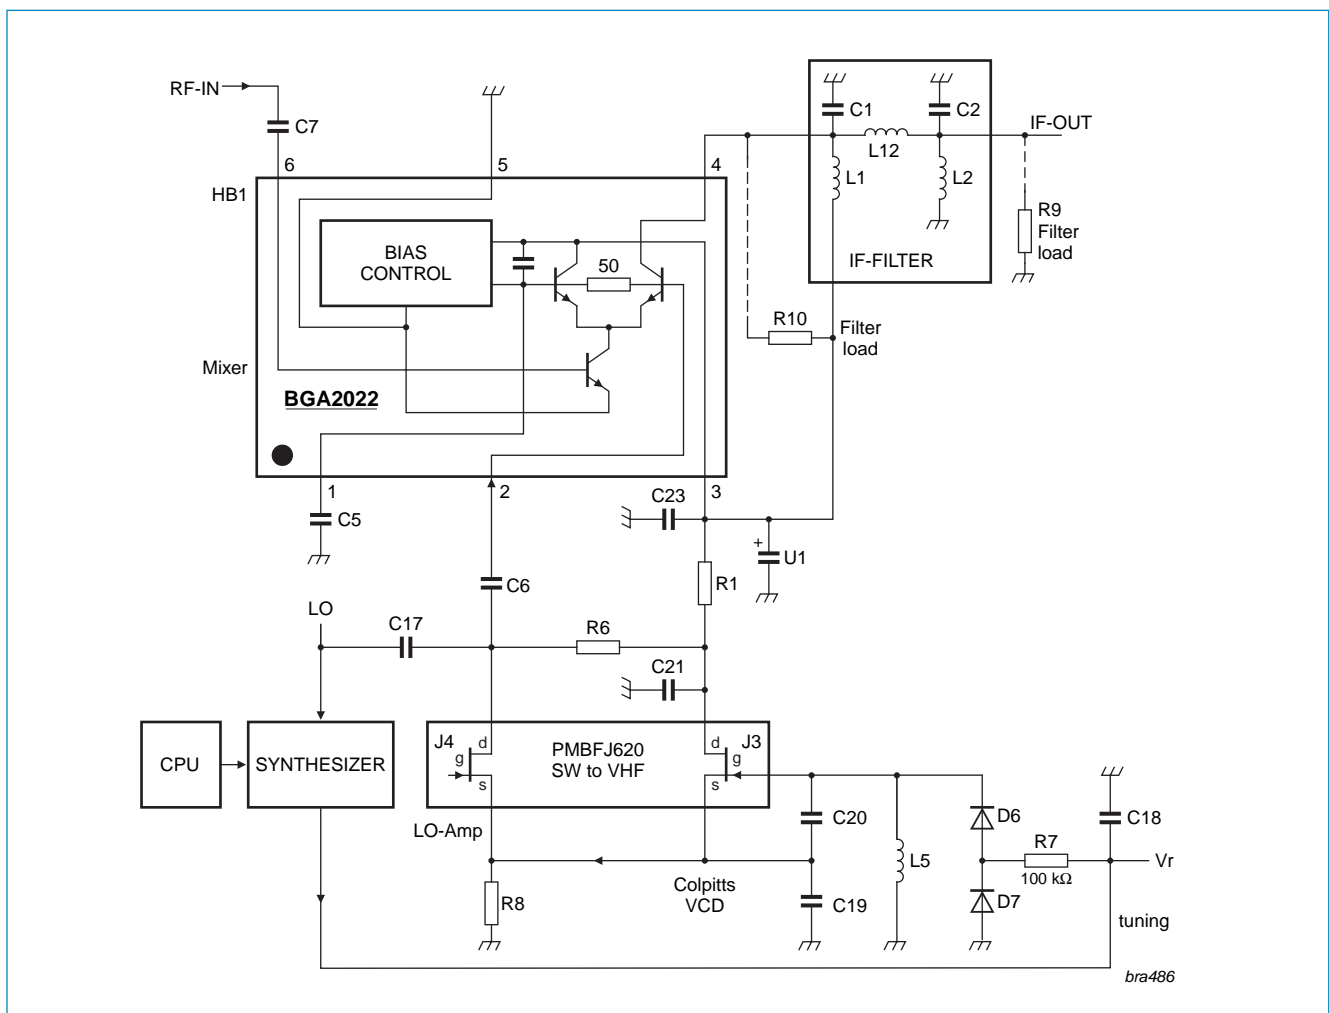 RF-IN
C7
6
5
4
HB1
C1
C2
IF-OUT
L12
L1
L2
R9
Filter
load
IF-FILTER
BIAS
CONTROL
50
R10
Filter
load
Mixer
BGA2022
1
2
3
C5
C23
+
U1
C6
R1
LO
C17
R6
C21
CPU
SYNTHESIZER
J4
d
g
s
PMBFJ620
SW to VHF
d
J3
g
s
LO-Amp
C20
L5
D6
C18
R7
100 kΩ
Vr
R8
Colpitts
VCD
C19
D7
tuning
bra486